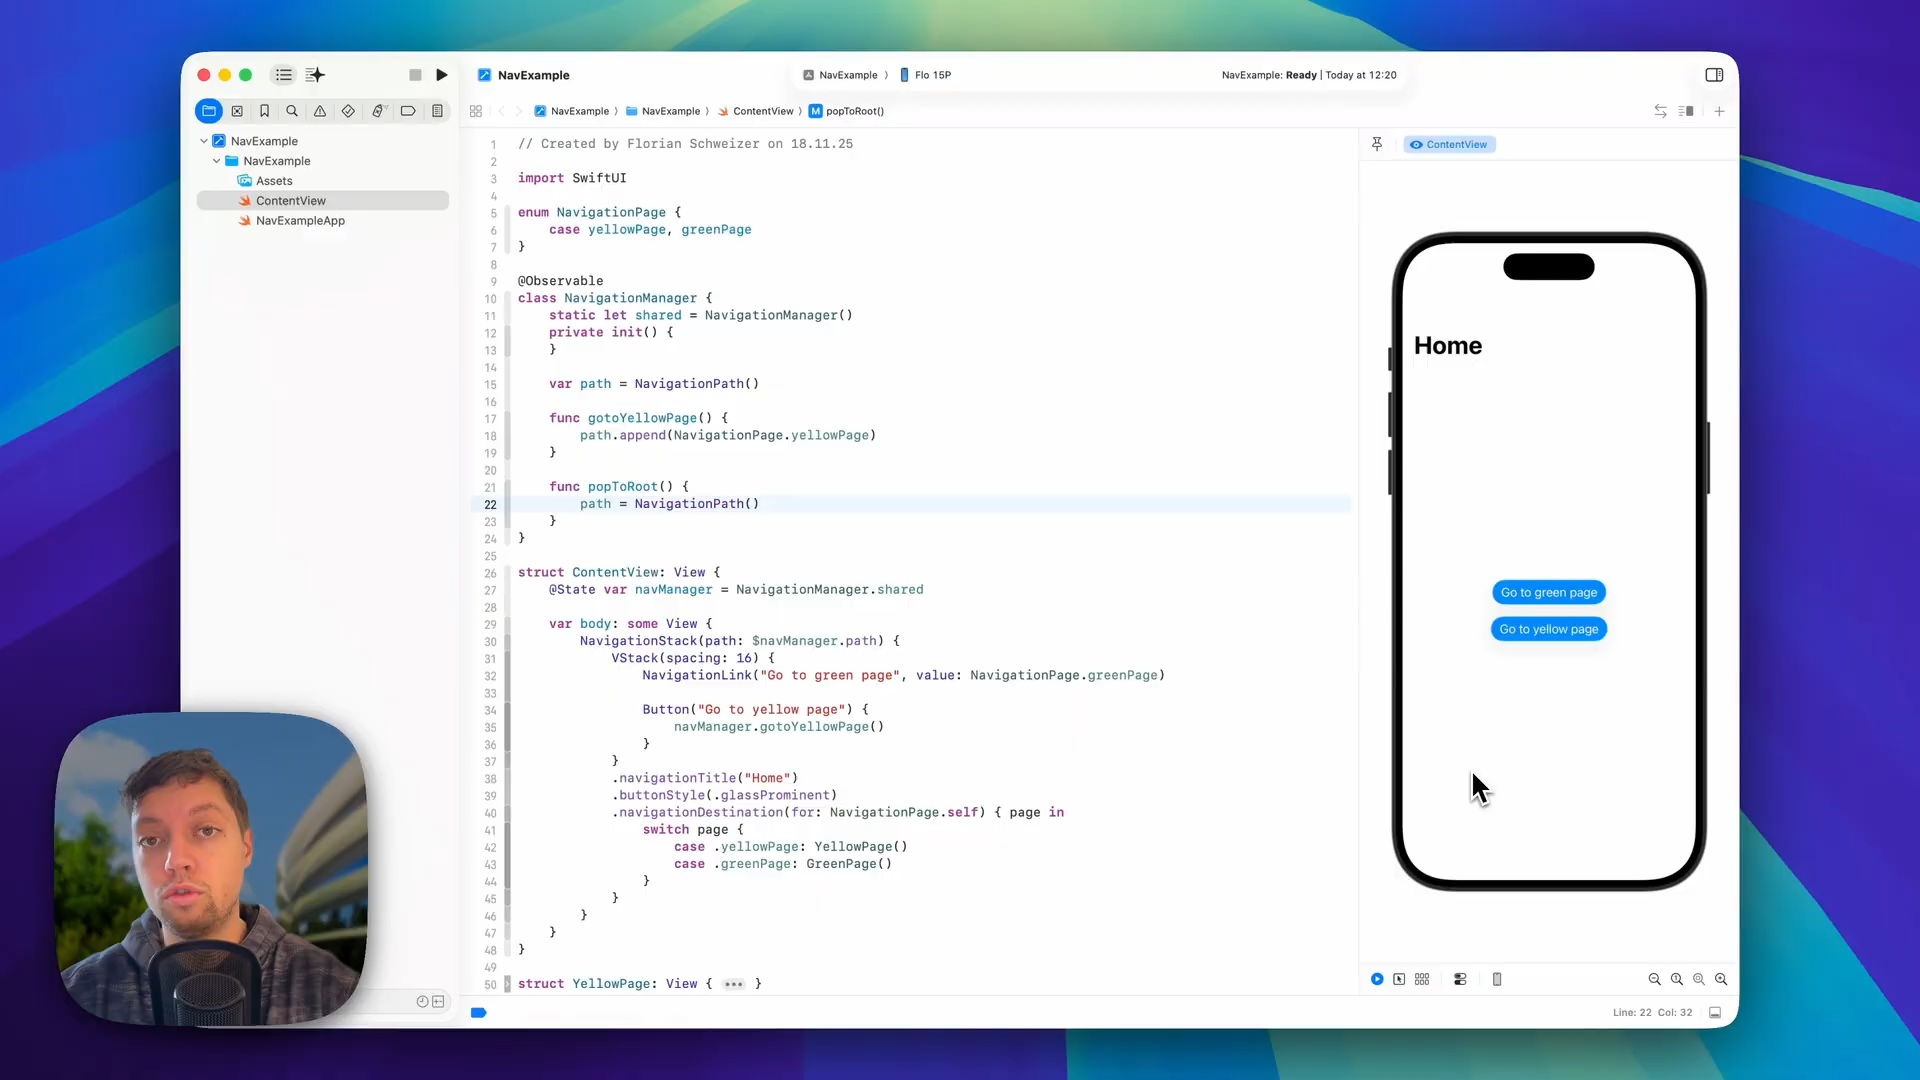 NavExample
NavExample 〉 Flo 15P
NavExample: Ready | Today at 12:20
NavExample 〉 NavExample 〉 ContentView 〉 M popToRoot()
NavExample
NavExample
Assets
ContentView
NavExampleApp
1 // Created by Florian Schweizer on 18.11.25
2
3 import SwiftUI
4
5 enum NavigationPage {
6 case yellowPage, greenPage
7 }
8
9 @Observable
10 class NavigationManager {
11 static let shared = NavigationManager()
12 private init() {
13 }
14
15 var path = NavigationPath()
16
17 func gotoYellowPage() {
18 path.append(NavigationPage.yellowPage)
19 }
20
21 func popToRoot() {
22 path = NavigationPath()
23 }
24 }
25
26 struct ContentView: View {
27 @State var navManager = NavigationManager.shared
28
29 var body: some View {
30 NavigationStack(path: $navManager.path) {
31 VStack(spacing: 16) {
32 NavigationLink("Go to green page", value: NavigationPage.greenPage)
33
34 Button("Go to yellow page") {
35 navManager.gotoYellowPage()
36 }
37 }
38 .navigationTitle("Home")
39 .buttonStyle(.glassProminent)
40 .navigationDestination(for: NavigationPage.self) { page in
41 switch page {
42 case .yellowPage: YellowPage()
43 case .greenPage: GreenPage()
44 }
45 }
46 }
47 }
48 }
49
50 struct YellowPage: View { ••• }
ContentView
Home
Go to green page
Go to yellow page
Line: 22 Col: 32